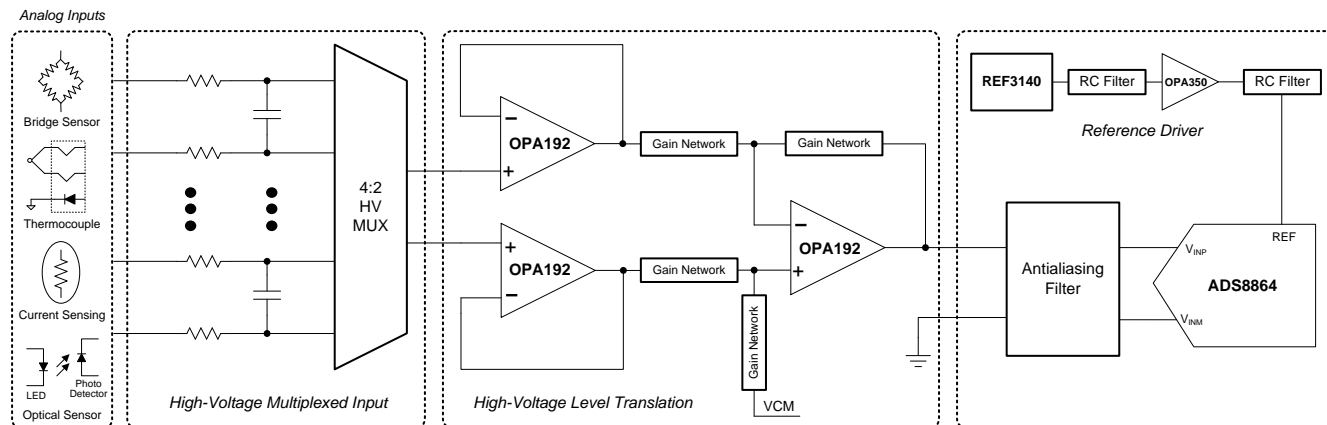 Analog Inputs
Bridge Sensor
Thermocouple
Current Sensing
LED
Photo
Detector
Optical Sensor
4:2
HV
MUX
High-Voltage Multiplexed Input
OPA192
Gain Network
Gain Network
OPA192
Gain Network
OPA192
Gain Network
VCM
High-Voltage Level Translation
REF3140
RC Filter
OPA350
RC Filter
Reference Driver
Antialiasing
Filter
REF
VINP
ADS8864
VINM
+
+
+
−
−
−